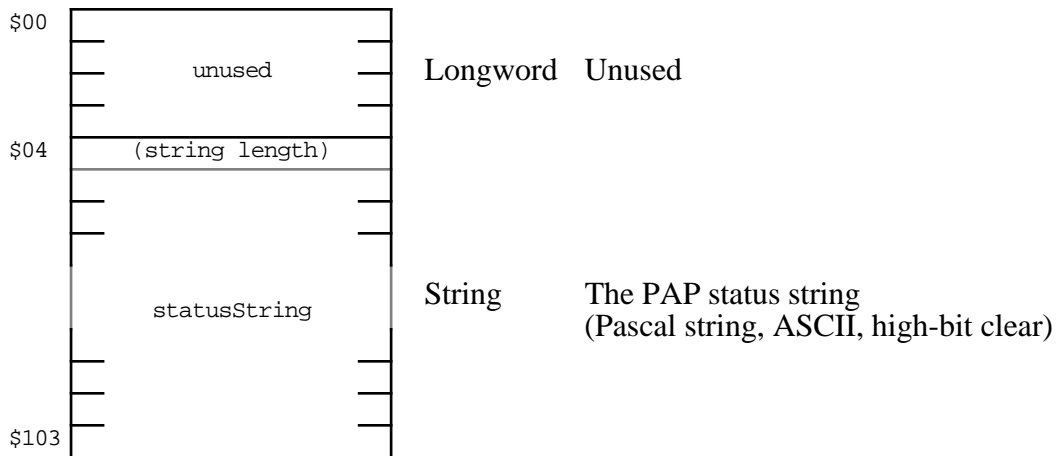 $00
unused Longword Unused
$04 (string length)
statusString String The PAP status string
(Pascal string, ASCII, high-bit clear)
$103